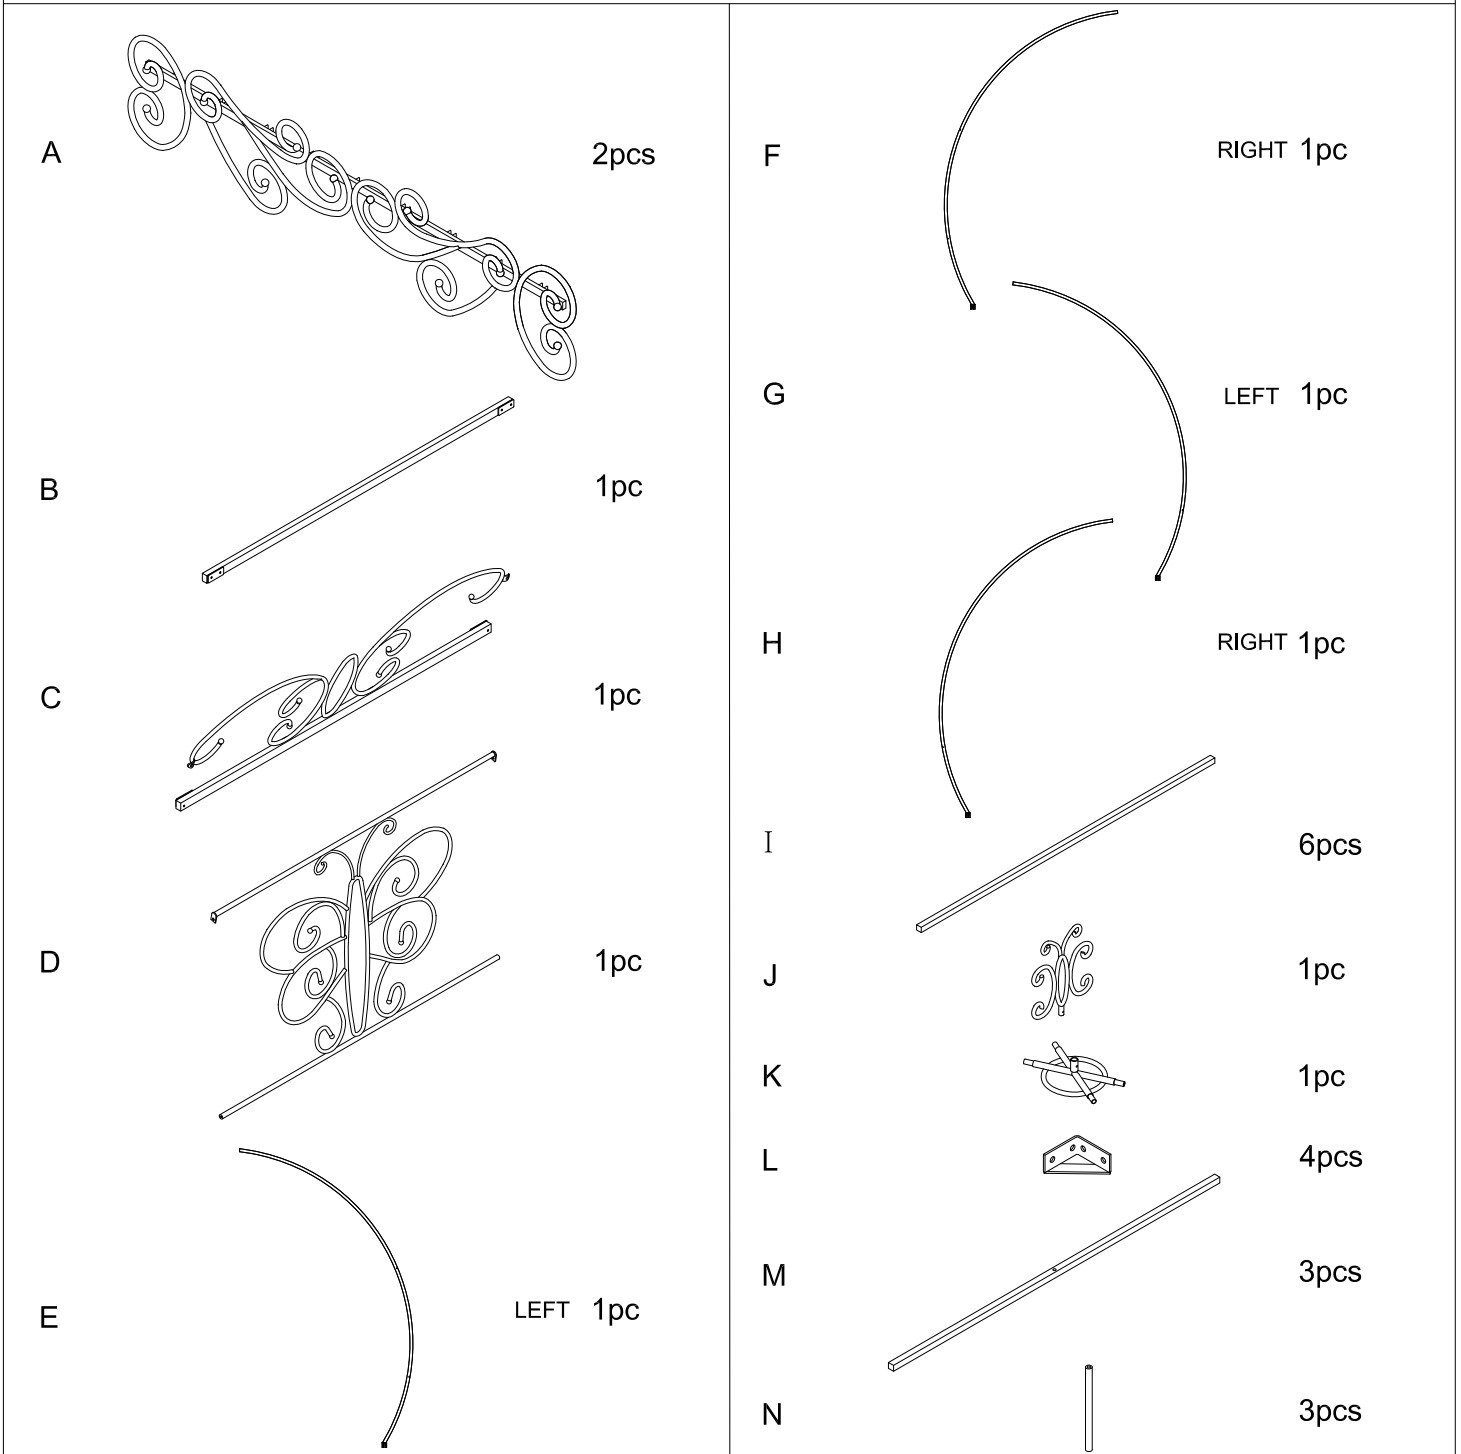 A 2pcs
B 1pc
C 1pc
D 1pc
E LEFT 1pc
F RIGHT 1pc
G LEFT 1pc
H RIGHT 1pc
I 6pcs
J 1pc
K 1pc
L 4pcs
M 3pcs
N 3pcs